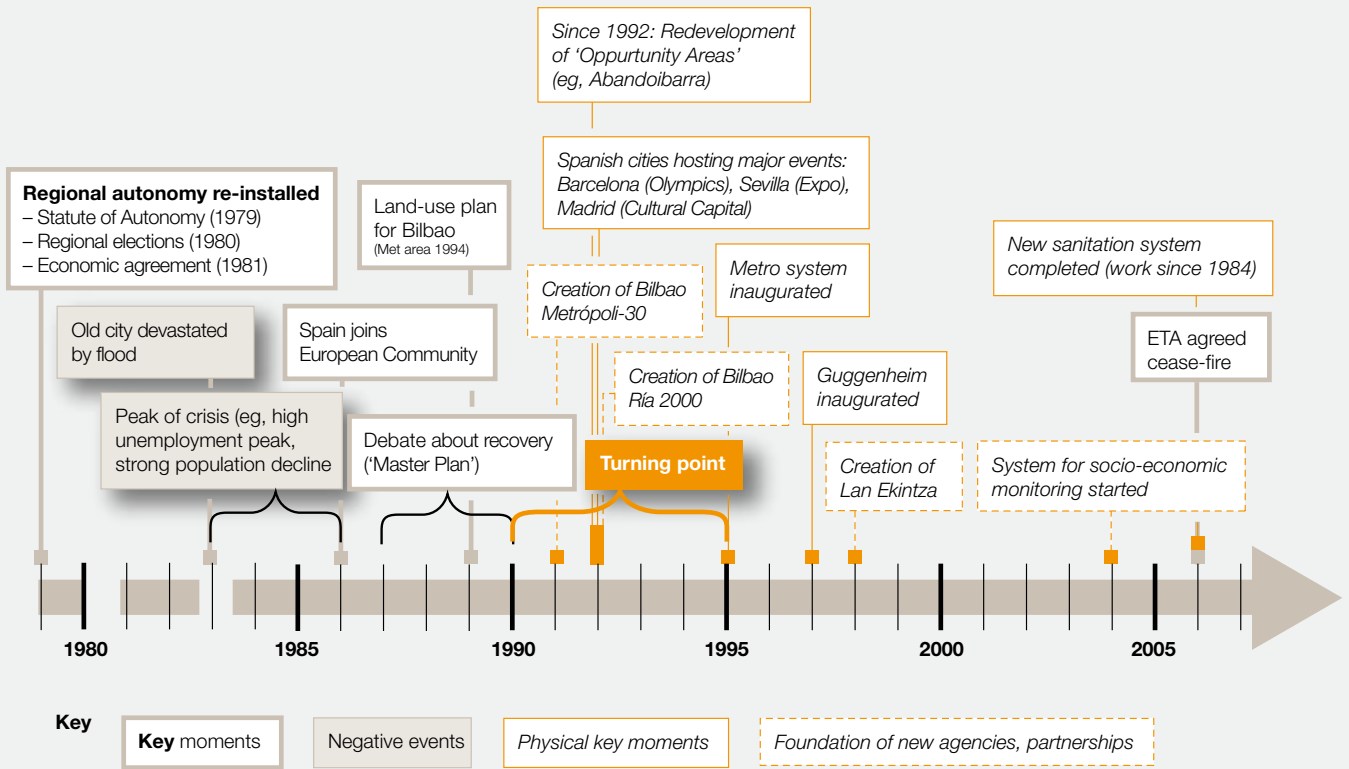 Since 1992: Redevelopment
of ‘Oppurtunity Areas’
(eg, Abandoibarra)
Spanish cities hosting major events:
Barcelona (Olympics), Sevilla (Expo),
Madrid (Cultural Capital)
Regional autonomy re-installed
– Statute of Autonomy (1979)
– Regional elections (1980)
– Economic agreement (1981)
Land-use plan
for Bilbao
(Met area 1994)
New sanitation system
completed (work since 1984)
Metro system
inaugurated
Creation of Bilbao
Metrópoli-30
Old city devastated
by flood
Spain joins
European Community
ETA agreed
cease-fire
Creation of Bilbao
Ría 2000
Guggenheim
inaugurated
Peak of crisis (eg, high
unemployment peak,
strong population decline
Debate about recovery
(‘Master Plan’)
Turning point
Creation of
Lan Ekintza
System for socio-economic
monitoring started
1980
1985
1990
1995
2000
2005
Key
Key moments
Negative events
Physical key moments
Foundation of new agencies, partnerships